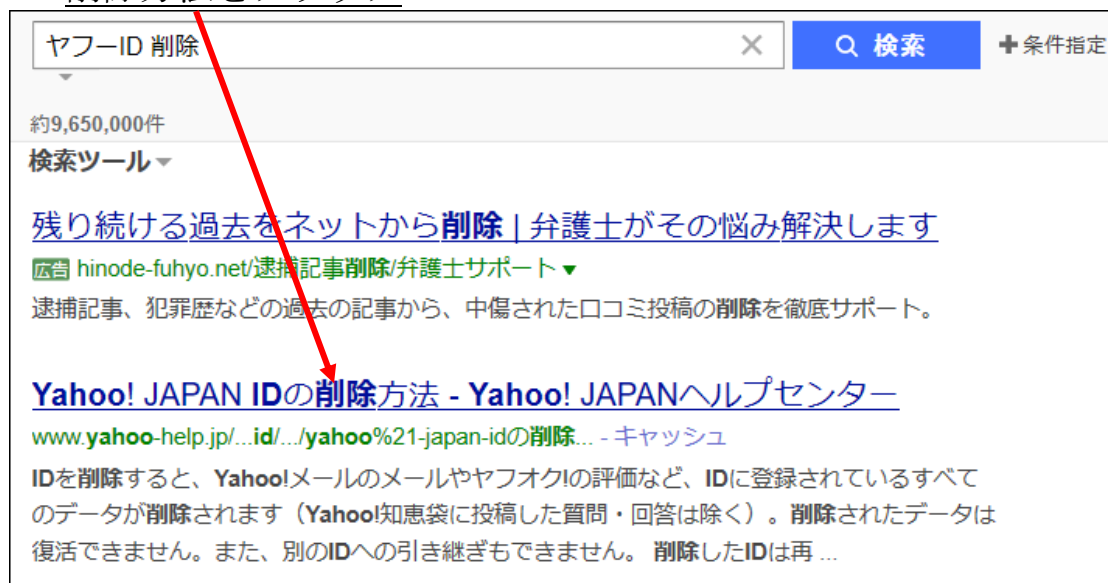 ヤフーID 削除
検索
条件指定
約9,650,000件
検索ツール
残り続ける過去をネットから削除 | 弁護士がその悩み解決します
広告 hinode-fuhyo.net/逮捕記事削除/弁護士サポート ▼
逮捕記事、犯罪歴などの過去の記事から、中傷された口コミ投稿の削除を徹底サポート。
Yahoo! JAPAN IDの削除方法 - Yahoo! JAPANヘルプセンター
www.yahoo-help.jp/...id/.../yahoo%21-japan-idの削除... - キャッシュ
IDを削除すると、Yahoo!メールのメールやヤフオク!の評価など、IDに登録されているすべて
のデータが削除されます（Yahoo!知恵袋に投稿した質問・回答は除く）。削除されたデータは
復活できません。また、別のIDへの引き継ぎもできません。 削除したIDは再 ...